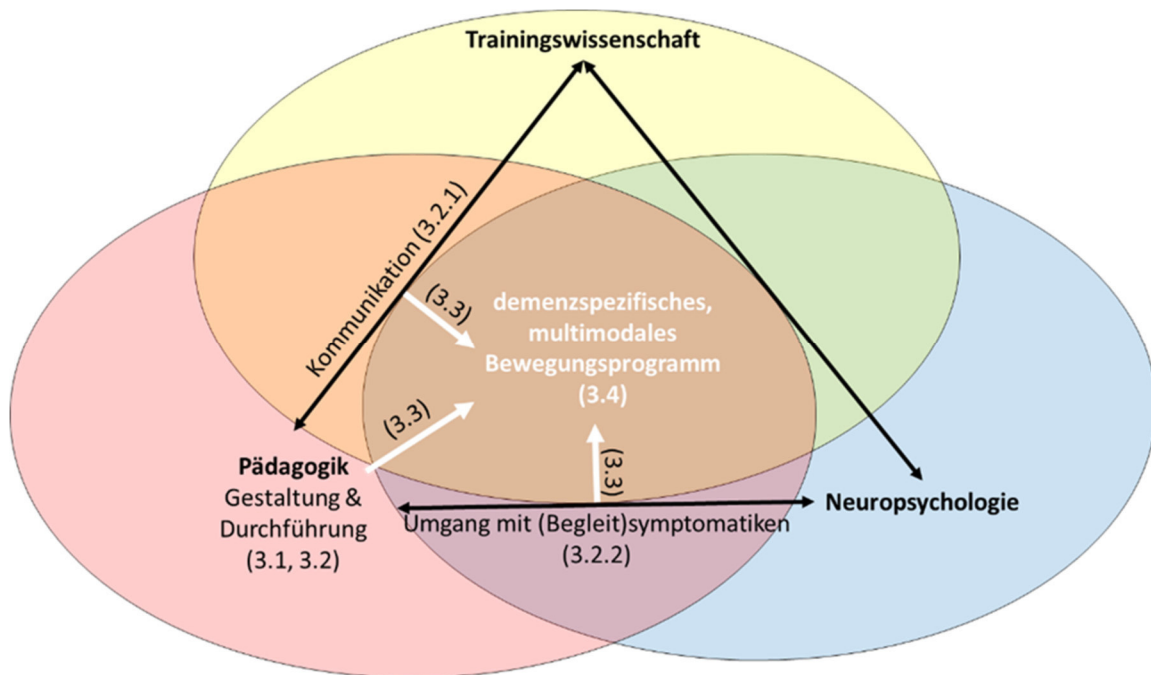 Trainingswissenschaft
Kommunikation (3.2.1)
(3.3)
demenzspezifisches,
multimodales
Bewegungsprogramm
(3.4)
(3.3)
(3.3)
Pädagogik
Gestaltung &
Durchführung
(3.1, 3.2)
Umgang mit (Begleit)symptomatiken
(3.2.2)
Neuropsychologie